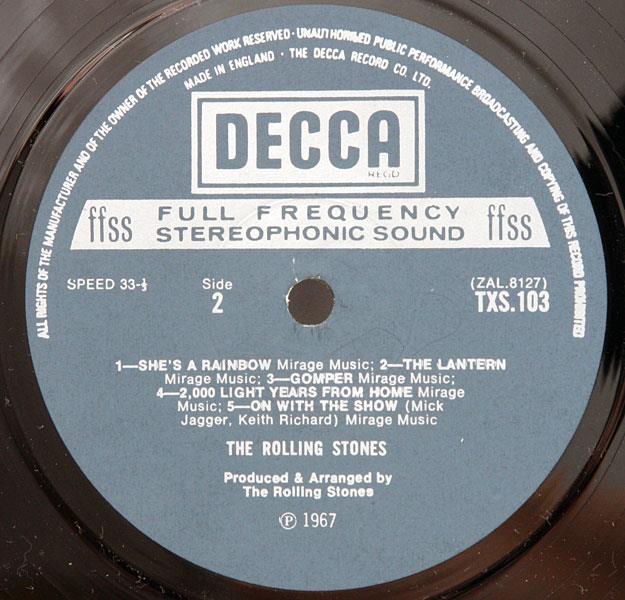 ALL RIGHTS OF THE MANUFACTURER AND OF THE OWNER OF THE RECORDED WORK RESERVED · UNAUTHORISED PUBLIC PERFORMANCE BROADCASTING AND COPYING OF THIS RECORD PROHIBITED
MADE IN ENGLAND · THE DECCA RECORD CO. LTD.
DECCA
REGD
ffss FULL FREQUENCY STEREOPHONIC SOUND ffss
SPEED 33-⅓
Side
2
(ZAL.8127)
TXS.103
1—SHE'S A RAINBOW Mirage Music; 2—THE LANTERN
Mirage Music; 3—GOMPER Mirage Music;
4—2,000 LIGHT YEARS FROM HOME Mirage
Music; 5—ON WITH THE SHOW (Mick
Jagger, Keith Richard) Mirage Music
THE ROLLING STONES
Produced & Arranged by
The Rolling Stones
℗ 1967